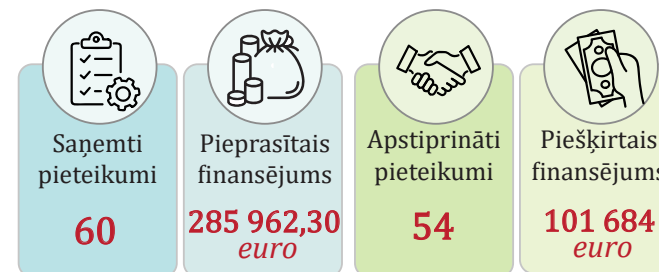 Saņemti
pieteikumi
60
Pieprasītais
finansējums
285 962,30
euro
Apstiprināti
pieteikumi
54
Piešķirtais
finansējums
101 684
euro